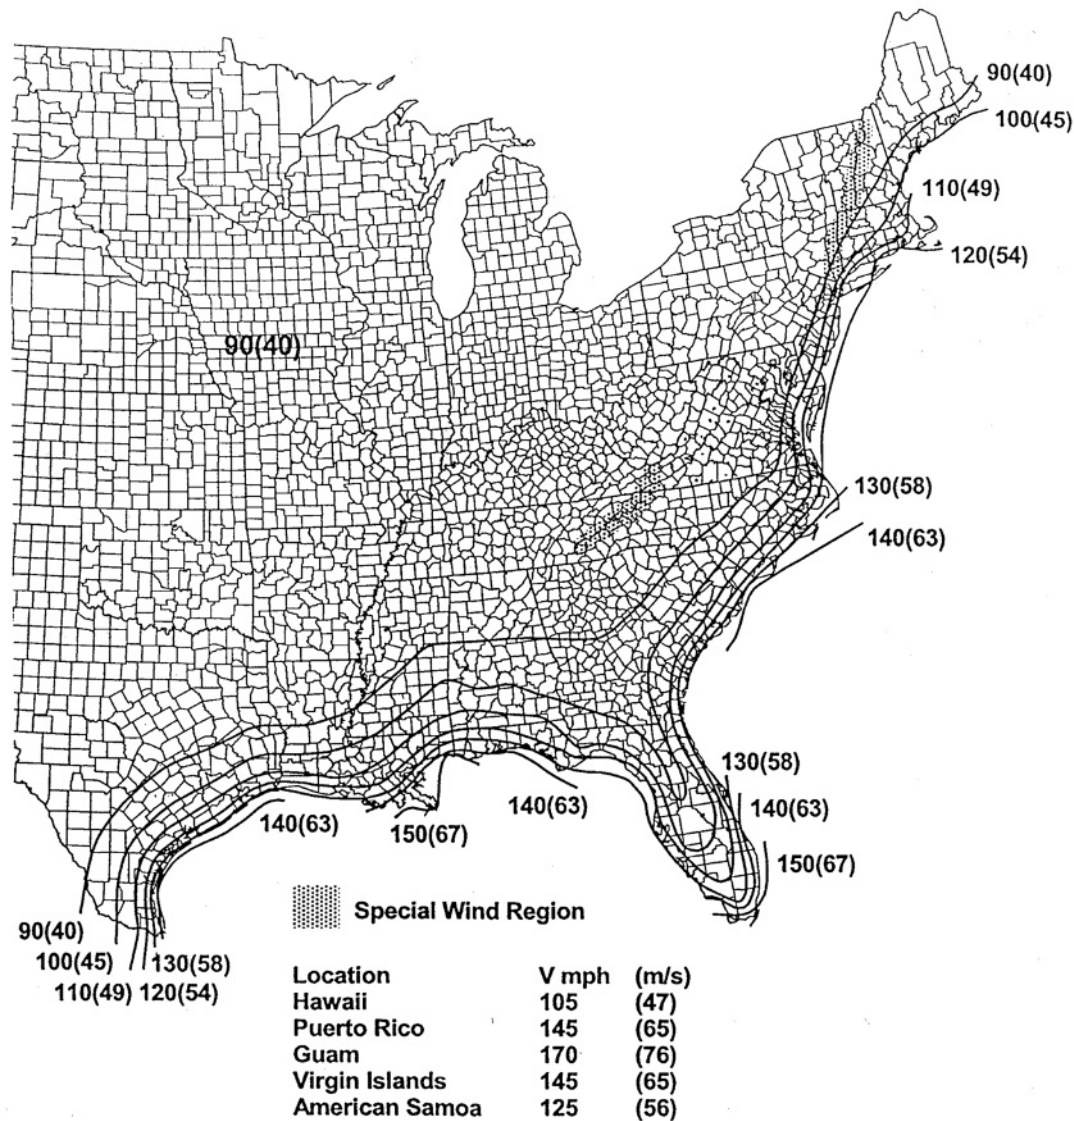 90(40)
100(45)
110(49)
120(54)
90(40)
130(58)
140(63)
130(58)
140(63)
140(63)
140(63)
150(67)
150(67)
90(40)
100(45)
130(58)
110(49)
120(54)
Special Wind Region
Location V mph (m/s)
Hawaii 105 (47)
Puerto Rico 145 (65)
Guam 170 (76)
Virgin Islands 145 (65)
American Samoa 125 (56)